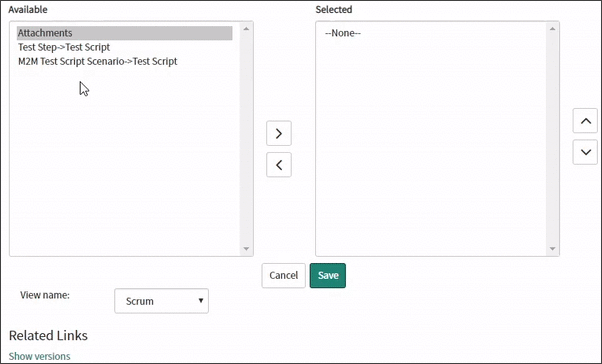 Available
Selected
Attachments
Test Step->Test Script
M2M Test Script Scenario->Test Script
--None--
Cancel
Save
View name:
Scrum
Related Links
Show versions